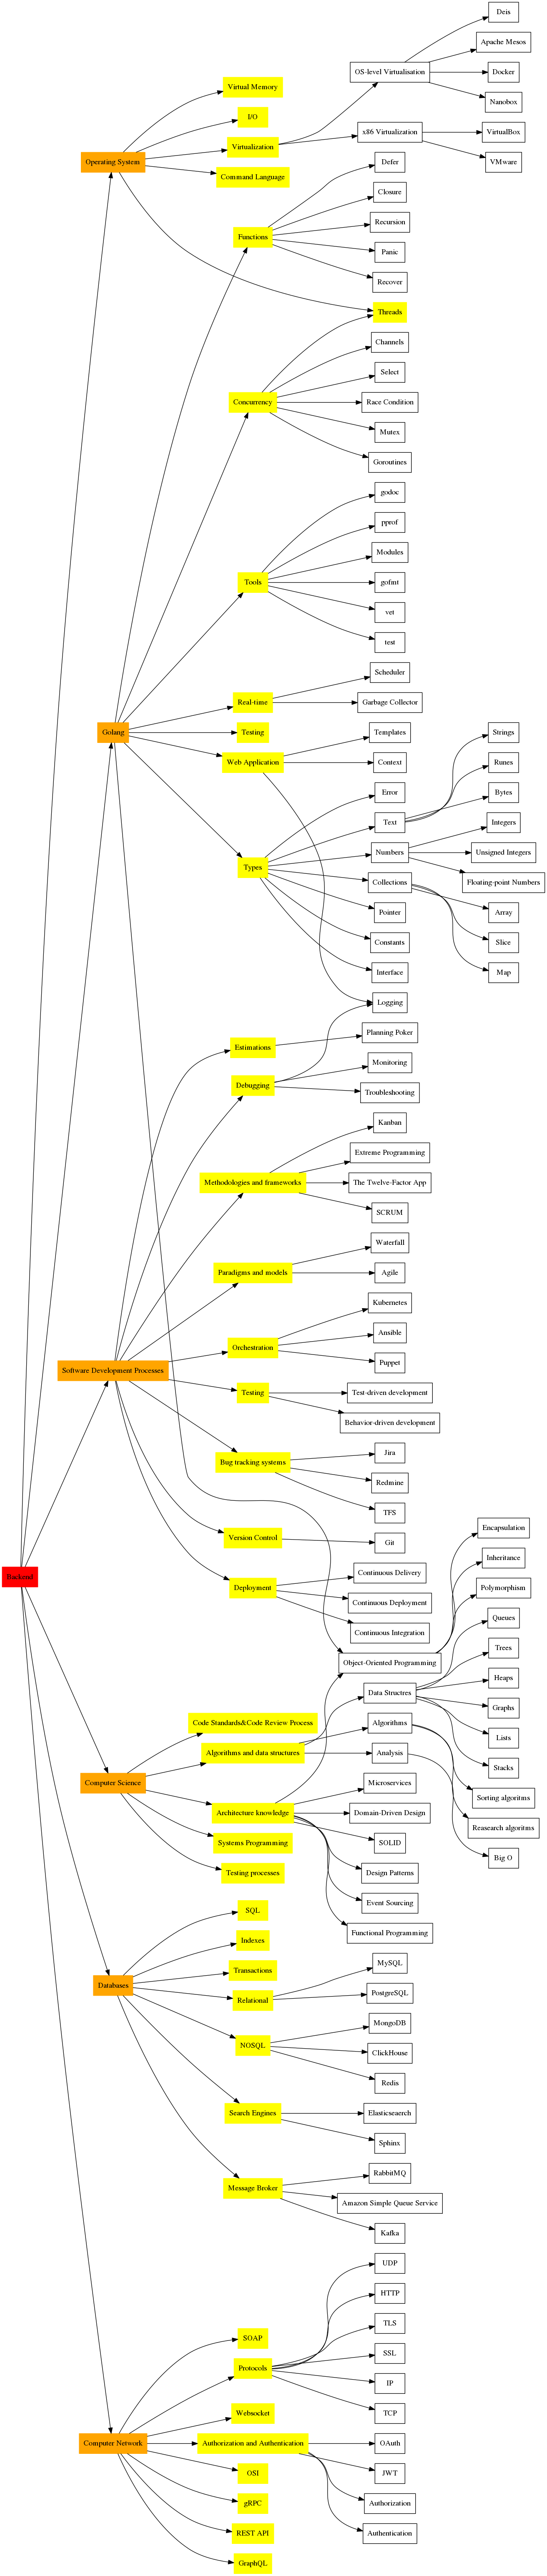 Deis
Apache Mesos
OS-level Virtualisation
Docker
Virtual Memory
Nanobox
I/O
x86 Virtualization
VirtualBox
Virtualization
Operating System
Defer
VMware
Command Language
Closure
Recursion
Functions
Panic
Recover
Threads
Channels
Select
Concurrency
Race Condition
Mutex
Goroutines
godoc
pprof
Modules
Tools
gofmt
vet
test
Scheduler
Real-time
Garbage Collector
Golang
Testing
Templates
Strings
Web Application
Context
Runes
Error
Bytes
Text
Integers
Numbers
Unsigned Integers
Types
Collections
Floating-point Numbers
Pointer
Array
Constants
Slice
Interface
Map
Logging
Planning Poker
Estimations
Monitoring
Debugging
Troubleshooting
Kanban
Extreme Programming
Methodologies and frameworks
The Twelve-Factor App
SCRUM
Waterfall
Paradigms and models
Agile
Kubernetes
Ansible
Orchestration
Puppet
Software Development Processes
Testing
Test-driven development
Behavior-driven development
Jira
Bug tracking systems
Redmine
TFS
Encapsulation
Version Control
Git
Inheritance
Continuous Delivery
Backend
Polymorphism
Deployment
Continuous Deployment
Queues
Continuous Integration
Trees
Object-Oriented Programming
Heaps
Data Structres
Graphs
Code Standards&Code Review Process
Algorithms
Lists
Algorithms and data structures
Analysis
Stacks
Computer Science
Microservices
Sorting algoritms
Architecture knowledge
Domain-Driven Design
Reasearch algoritms
Systems Programming
SOLID
Big O
Testing processes
Design Patterns
Event Sourcing
SQL
Functional Programming
Indexes
MySQL
Transactions
Databases
PostgreSQL
Relational
MongoDB
NOSQL
ClickHouse
Redis
Search Engines
Elasticsearch
Sphinx
RabbitMQ
Message Broker
Amazon Simple Queue Service
Kafka
UDP
HTTP
TLS
SOAP
SSL
Protocols
IP
Websocket
TCP
Computer Network
Authorization and Authentication
OAuth
OSI
JWT
gRPC
Authorization
REST API
Authentication
GraphQL